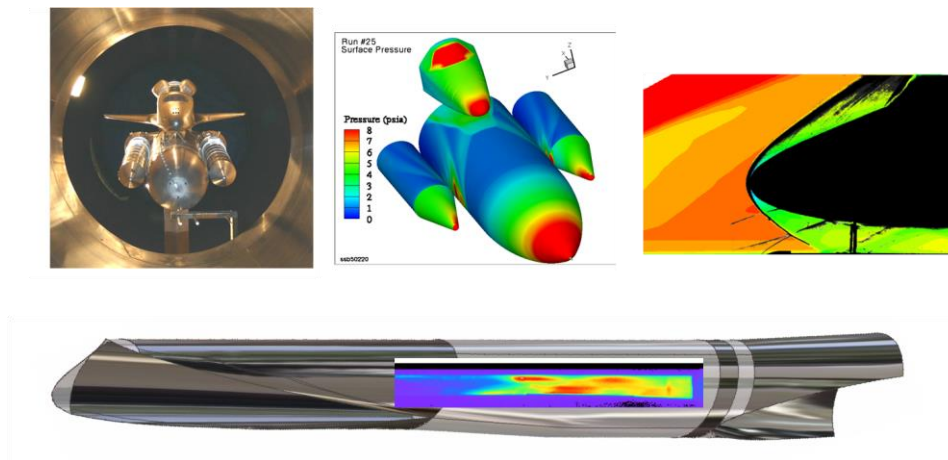 Run #25
Surface Pressure
Z
X
Y
Pressure (psia)
8
7
6
5
4
3
2
1
0
ssb50220